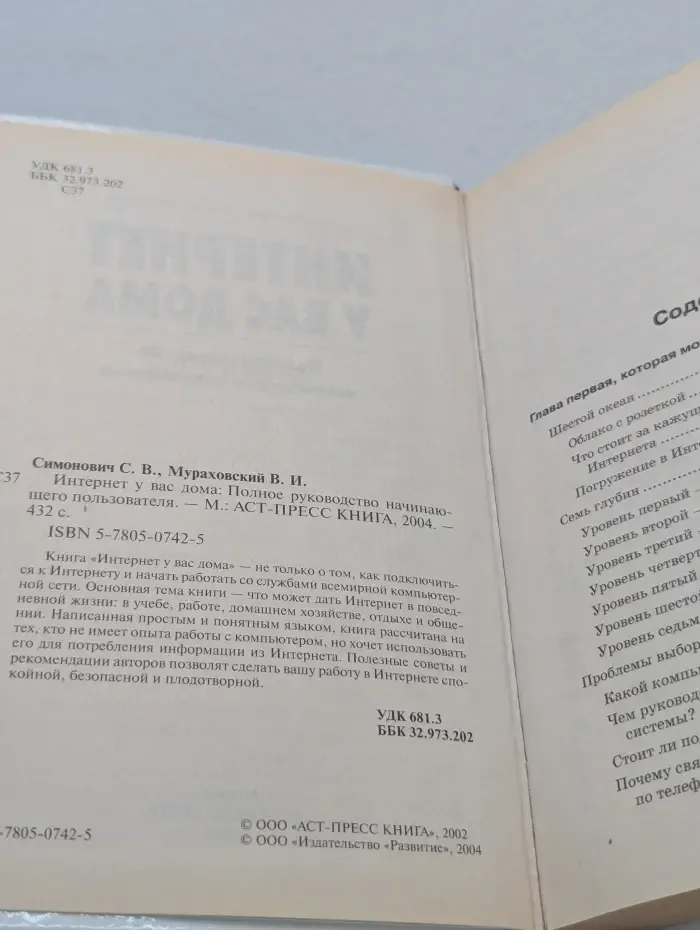 УДК 681.3
ББК 32.973.202
С37
Симонович С. В., Мураховский В. И.
С37 Интернет у вас дома: Полное руководство начинаю-
щего пользователя. — М.: АСТ-ПРЕСС КНИГА, 2004. —
432 с.
ISBN 5-7805-0742-5
Книга «Интернет у вас дома» — не только о том, как подключить-
ся к Интернету и начать работать со службами всемирной компьютер-
ной сети. Основная тема книги — что может дать Интернет в повсед-
невной жизни: в учебе, работе, домашнем хозяйстве, отдыхе и обще-
нии. Написанная простым и понятным языком, книга рассчитана на
тех, кто не имеет опыта работы с компьютером, но хочет использовать
его для потребления информации из Интернета. Полезные советы и
рекомендации авторов позволят сделать вашу работу в Интернете спо-
койной, безопасной и плодотворной.
УДК 681.3
ББК 32.973.202
-7805-0742-5
© ООО «АСТ-ПРЕСС КНИГА», 2002
© ООО «Издательство «Развитие», 2004
ИНТЕРНЕТ
У ВАС ДОМА
Соде
Глава первая, которая мо
Шестой океан
Облако с розеткой
Что стоит за кажущ
Интернета
Погружение в Инте
Семь глубин
Уровень первый —
Уровень второй —
Уровень третий —
Уровень четверт
Уровень пятый
Уровень шестой
Уровень седьм
Проблемы выбор
Какой компь
Чем руковод
системы?
Стоит ли по
Почему свя
по телеф